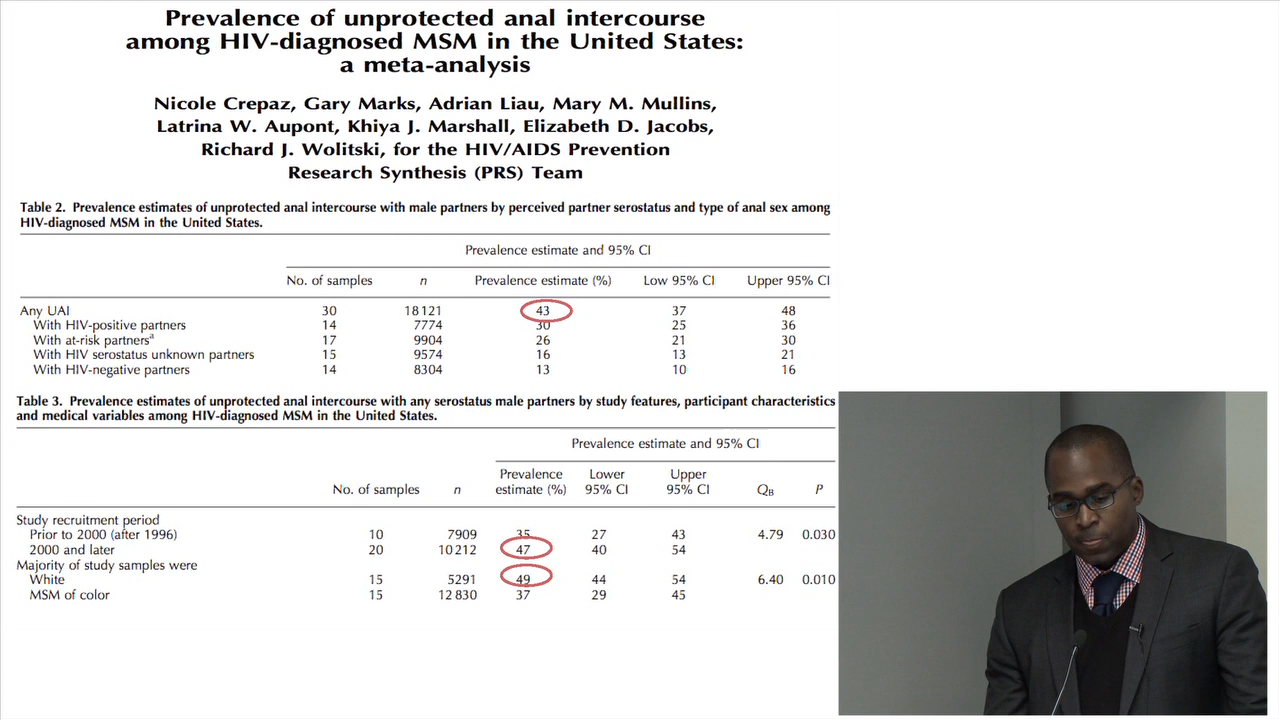 Prevalence of unprotected anal intercourse
among HIV-diagnosed MSM in the United States:
a meta-analysis
Nicole Crepaz, Gary Marks, Adrian Liau, Mary M. Mullins,
Latrina W. Aupont, Khiya J. Marshall, Elizabeth D. Jacobs,
Richard J. Wolitski, for the HIV/AIDS Prevention
Research Synthesis (PRS) Team
Table 2. Prevalence estimates of unprotected anal intercourse with male partners by perceived partner serostatus and type of anal sex among
HIV-diagnosed MSM in the United States.
Prevalence estimate and 95% CI
No. of samples n Prevalence estimate (%) Low 95% CI Upper 95% CI
Any UAI 30 18 121 43 37 48
With HIV-positive partners 14 7774 30 25 36
With at-risk partnersa 17 9904 26 21 30
With HIV serostatus unknown partners 15 9574 16 13 21
With HIV-negative partners 14 8304 13 10 16
Table 3. Prevalence estimates of unprotected anal intercourse with any serostatus male partners by study features, participant characteristics
and medical variables among HIV-diagnosed MSM in the United States.
Prevalence estimate and 95% CI
No. of samples n Prevalence estimate (%) Lower 95% CI Upper 95% CI QB P
Study recruitment period
Prior to 2000 (after 1996) 10 7909 35 27 43 4.79 0.030
2000 and later 20 10 212 47 40 54
Majority of study samples were
White 15 5291 49 44 54 6.40 0.010
MSM of color 15 12 830 37 29 45